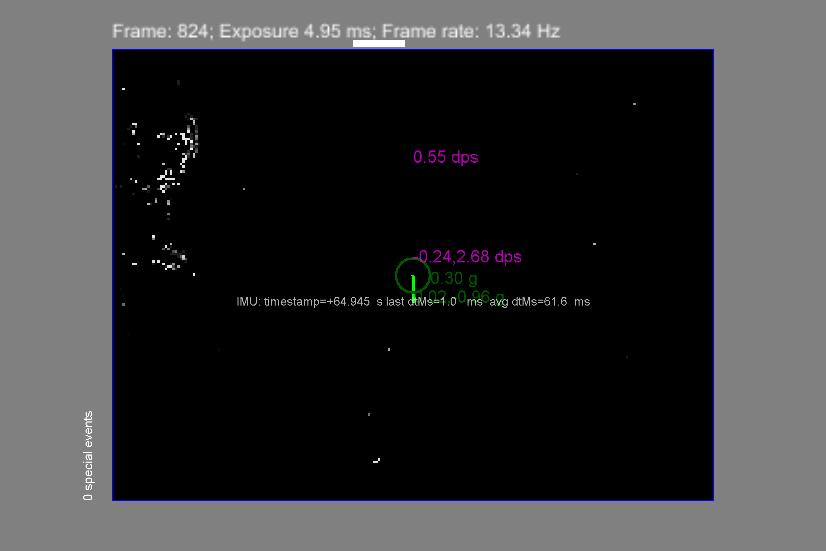 Frame: 824; Exposure 4.95 ms; Frame rate: 13.34 Hz
0.55 dps
-0.24,2.68 dps
0.30 g
-0.96 g
IMU: timestamp=+64.945 s last dtMs=1.0 ms avg dtMs=61.6 ms
0 special events